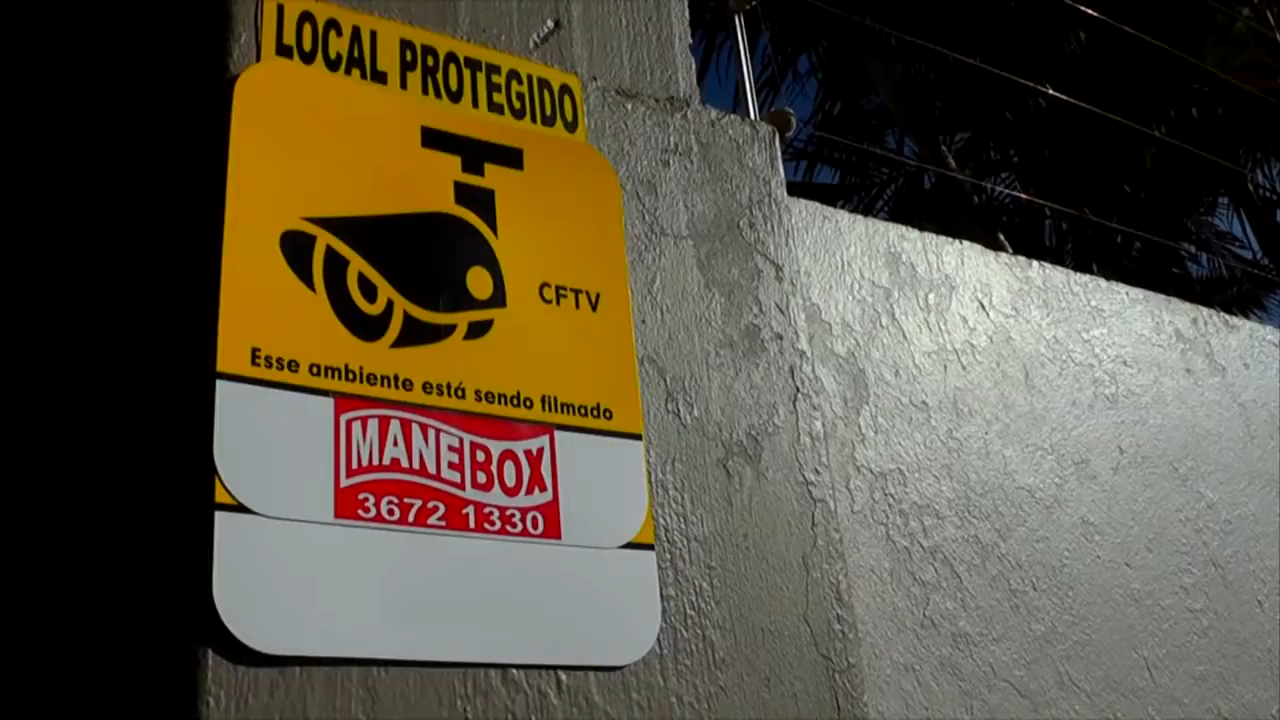 LOCAL PROTEGIDO
CFTV
Esse ambiente está sendo filmado
MANEBOX
3672 1330